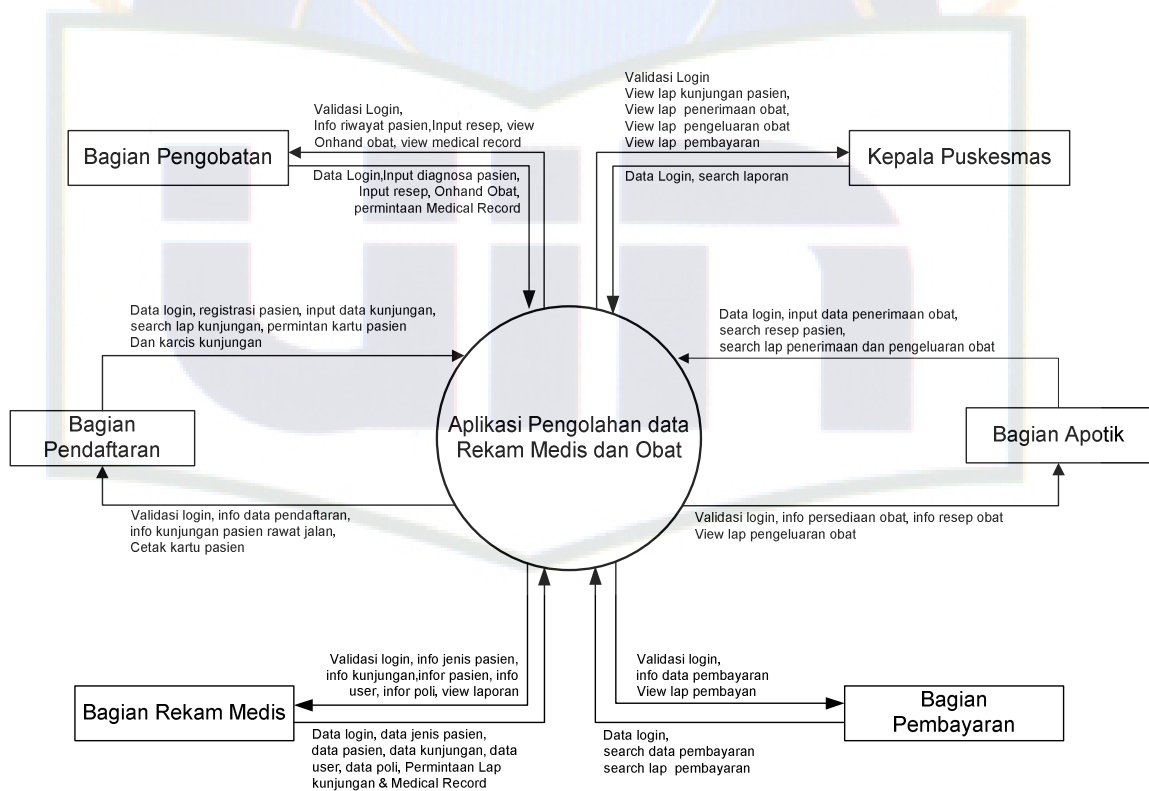 Validasi Login,
Info riwayat pasien,Input resep, view
Onhand obat, view medical record
Bagian Pengobatan
Data Login,Input diagnosa pasien,
Input resep, Onhand Obat,
permintaan Medical Record
Validasi Login
View lap kunjungan pasien,
View lap penerimaan obat,
View lap pengeluaran obat
View lap pembayaran
Kepala Puskesmas
Data Login, search laporan
Data login, registrasi pasien, input data kunjungan,
search lap kunjungan, permintan kartu pasien
Dan karcis kunjungan
Data login, input data penerimaan obat,
search resep pasien,
search lap penerimaan dan pengeluaran obat
Bagian
Pendaftaran
Aplikasi Pengolahan data
Rekam Medis dan Obat
Bagian Apotik
Validasi login, info data pendaftaran,
info kunjungan pasien rawat jalan,
Cetak kartu pasien
Validasi login, info persediaan obat, info resep obat
View lap pengeluaran obat
Validasi login, info jenis pasien,
info kunjungan,infor pasien, info
user, infor poli, view laporan
Bagian Rekam Medis
Data login, data jenis pasien,
data pasien, data kunjungan, data
user, data poli, Permintaan Lap
kunjungan & Medical Record
Validasi login,
info data pembayaran
View lap pembayan
Bagian
Pembayaran
Data login,
search data pembayaran
search lap pembayaran
uin